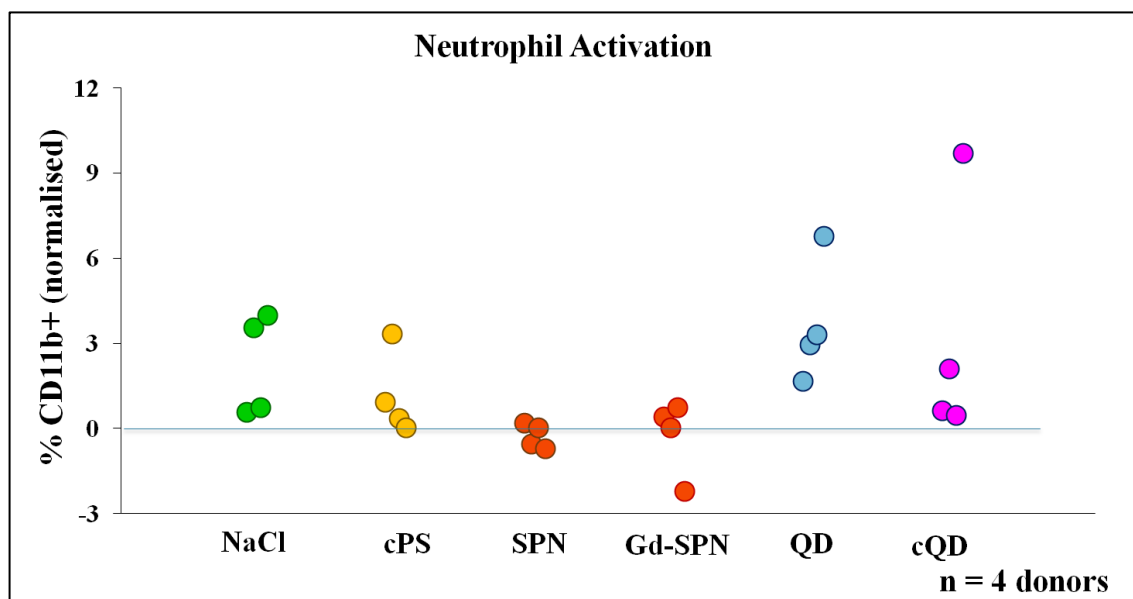 Neutrophil Activation
% CD11b+ (normalised)
12
9
6
3
0
-3
NaCl cPS SPN Gd-SPN QD cQD
n = 4 donors